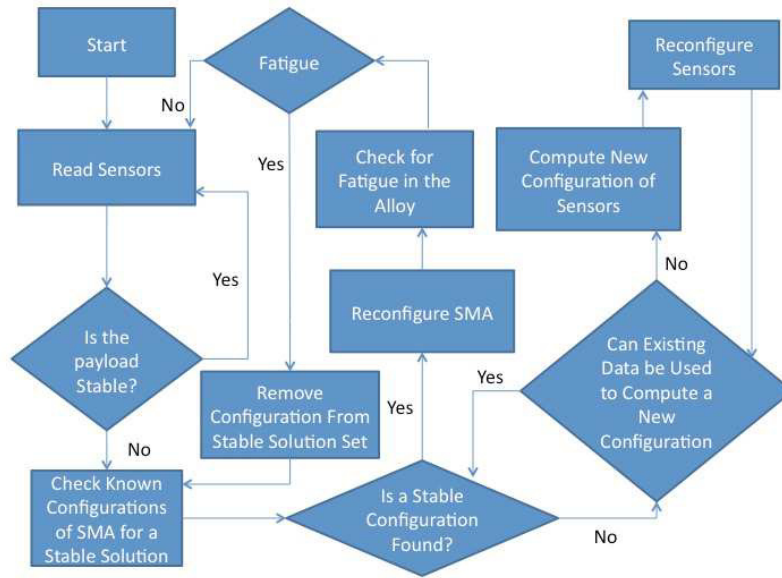 Start
Fatigue
Reconfigure
Sensors
No
Read Sensors
Yes
Check for
Fatigue in the
Alloy
Compute New
Configuration of
Sensors
Yes
No
Is the
payload
Stable?
Reconfigure SMA
Can Existing
Data be Used
to Compute a
New
Configuration
Remove
Configuration From
Stable Solution Set
Yes
Yes
No
Check Known
Configurations
of SMA for a
Stable Solution
Is a Stable
Configuration
Found?
No